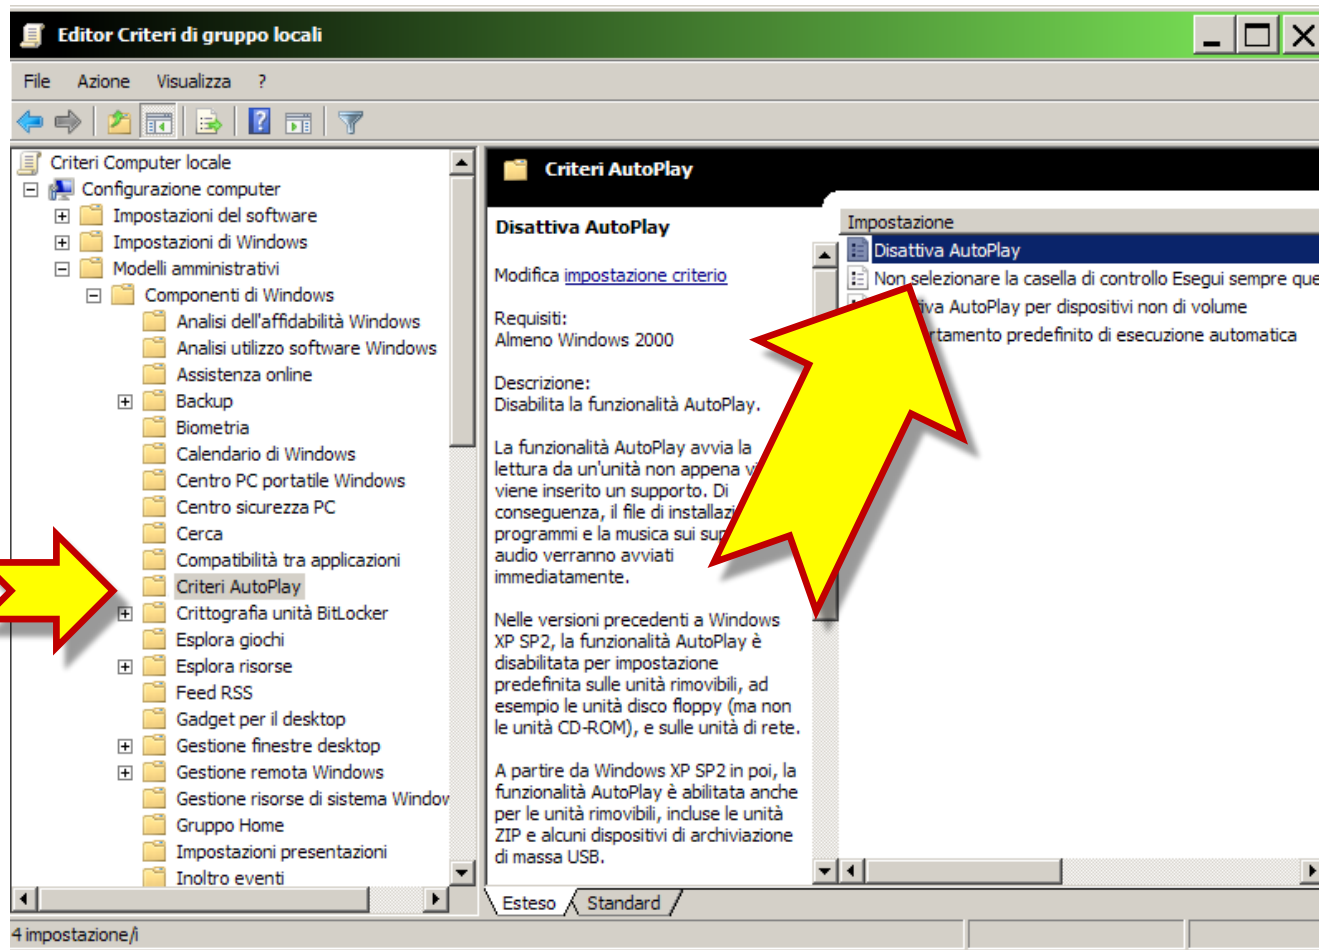 Editor Criteri di gruppo locali
File Azione Visualizza ?
Criteri Computer locale
Configurazione computer
Impostazioni del software
Impostazioni di Windows
Modelli amministrativi
Componenti di Windows
Analisi dell'affidabilità Windows
Analisi utilizzo software Windows
Assistenza online
Backup
Biometria
Calendario di Windows
Centro PC portatile Windows
Centro sicurezza PC
Cerca
Compatibilità tra applicazioni
Criteri AutoPlay
Crittografia unità BitLocker
Esplora giochi
Esplora risorse
Feed RSS
Gadget per il desktop
Gestione finestre desktop
Gestione remota Windows
Gestione risorse di sistema Window
Gruppo Home
Impostazioni presentazioni
Inoltro eventi
Criteri AutoPlay
Disattiva AutoPlay
Modifica impostazione criterio
Requisiti:
Almeno Windows 2000
Descrizione:
Disabilita la funzionalità AutoPlay.
La funzionalità AutoPlay avvia la
lettura da un'unità non appena
viene inserito un supporto. Di
conseguenza, il file di
programmi e la musica sui
audio verranno avviati
immediatamente.
Nelle versioni precedenti a Windows
XP SP2, la funzionalità AutoPlay è
disabilitata per impostazione
predefinita sulle unità rimovibili, ad
esempio le unità disco floppy (ma non
le unità CD-ROM), e sulle unità di rete.
A partire da Windows XP SP2 in poi, la
funzionalità AutoPlay è abilitata anche
per le unità rimovibili, incluse le unità
ZIP e alcuni dispositivi di archiviazione
di massa USB.
Impostazione
Disattiva AutoPlay
Non selezionare la casella di controllo Esegui sempre que
AutoPlay per dispositivi non di volume
predefinito di esecuzione automatica
Esteso Standard
4 impostazione/i